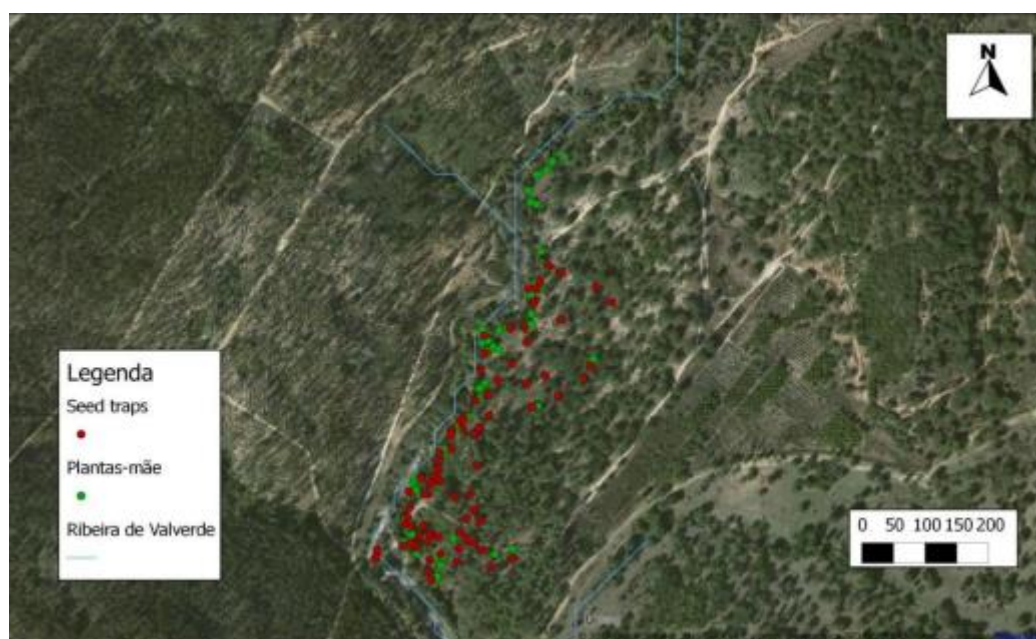 N
Legenda
Seed traps
Plantas-mãe
Ribeira de Valverde
0 50 100 150 200